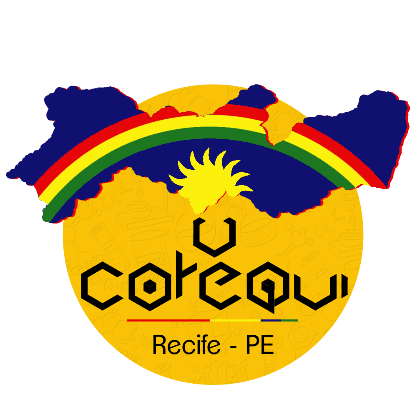 U
COTEQUI
Recife - PE